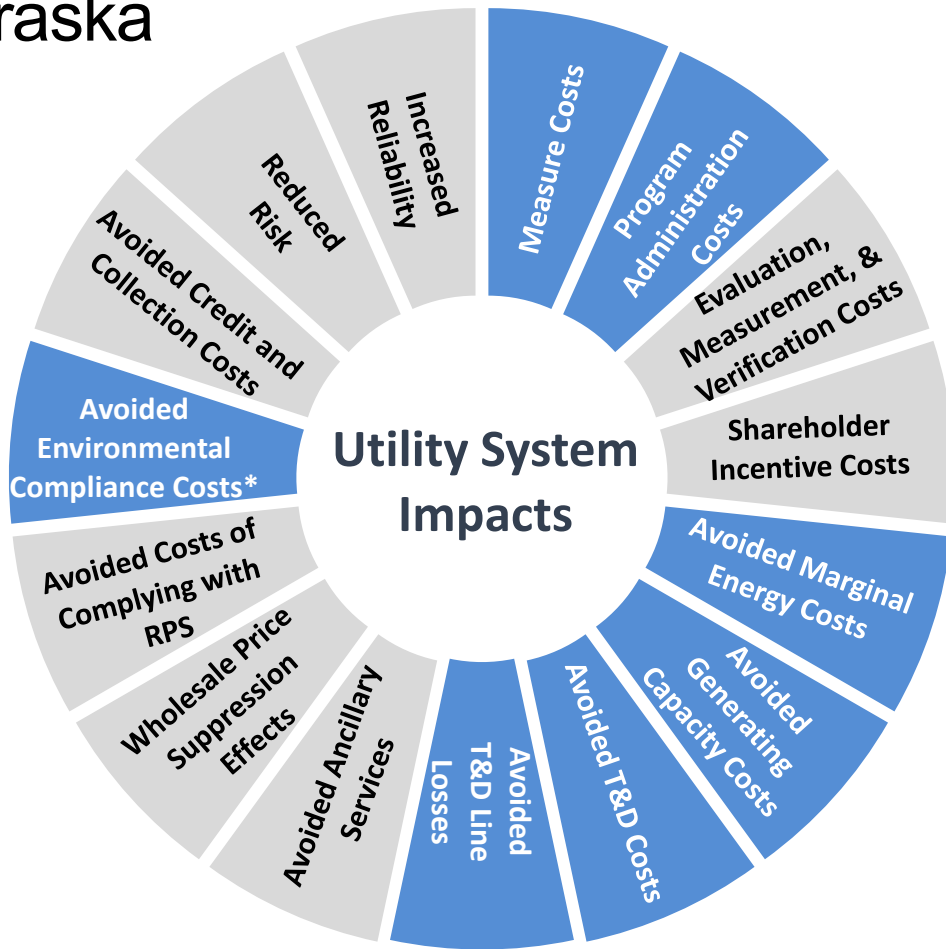 raska
Measure Costs
Program
Administration
Costs
Evaluation,
Measurement, &
Verification Costs
Shareholder
Incentive Costs
Avoided Marginal
Energy Costs
Avoided
Generating
Capacity Costs
Avoided T&D Costs
Avoided
T&D Line
Losses
Avoided Ancillary
Services
Wholesale Price
Suppression
Effects
Avoided Costs of
Complying with
RPS
Avoided
Environmental
Compliance Costs*
Avoided Credit and
Collection Costs
Reduced
Risk
Increased
Reliability
Utility System
Impacts